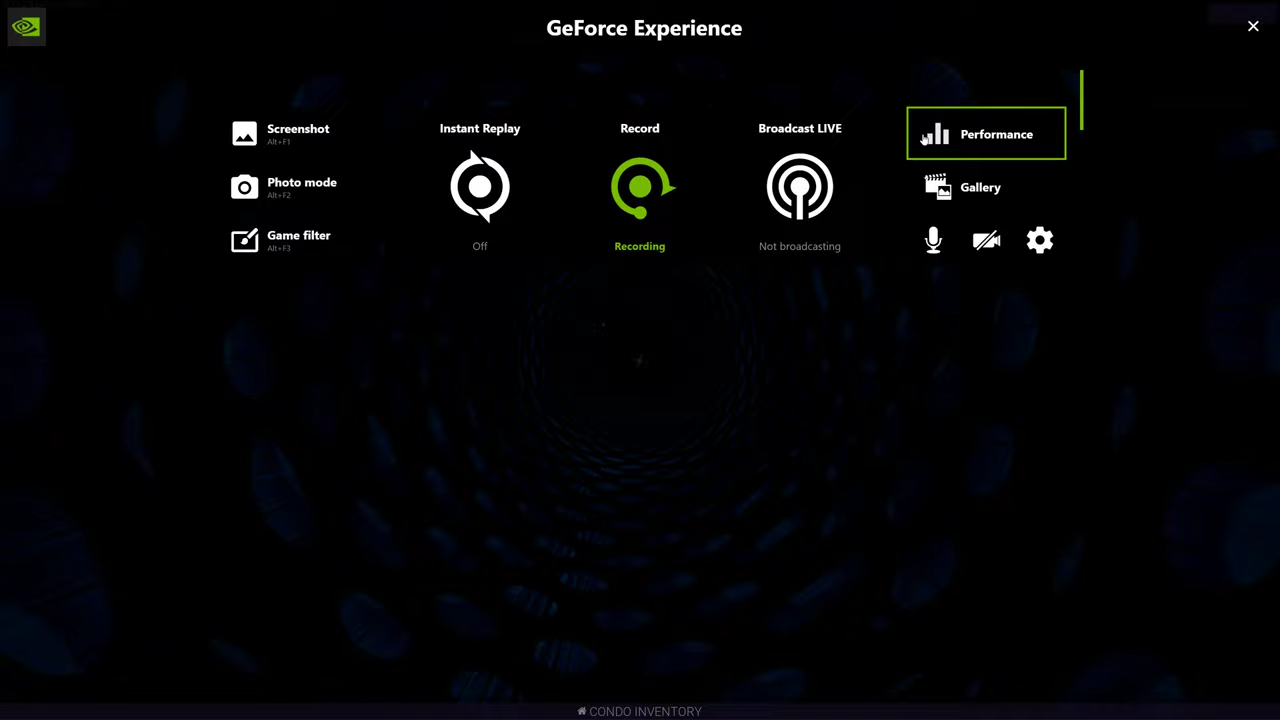 GeForce Experience
Screenshot
Alt+F1
Photo mode
Alt+F2
Game filter
Alt+F3
Instant Replay
Off
Record
Recording
Broadcast LIVE
Not broadcasting
Performance
Gallery
CONDO INVENTORY